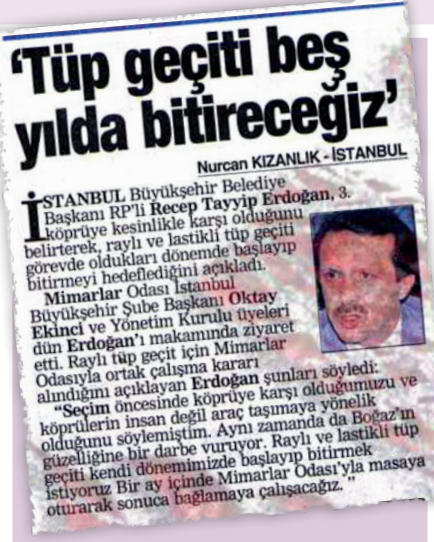 'Tüp geçiti beş
yılda bitireceğiz'
Nurcan KIZANLIK - İSTANBUL
İSTANBUL Büyükşehir Belediye
Başkanı RP'li Recep Tayyip Erdoğan, 3.
köprüye kesinlikle karşı olduğunu
belirterek, raylı ve lastikli tüp geçiti
görevde oldukları dönemde başlayıp
bitirmeyi hedeflediğini açıkladı.
Mimarlar Odası İstanbul
Büyükşehir Şube Başkanı Oktay
Ekinci ve Yönetim Kurulu üyeleri
dün Erdoğan'ı makamında ziyaret
etti. Raylı tüp geçit için Mimarlar
Odasıyla ortak çalışma kararı
alındığını açıklayan Erdoğan şunları söyledi:
"Seçim öncesinde köprüye karşı olduğumuzu ve
köprülerin insan değil araç taşımaya yönelik
olduğunu söylemiştim. Aynı zamanda da Boğaz'ın
güzelliğine bir darbe vuruyor. Raylı ve lastikli tüp
geçiti kendi dönemimizde başlayıp bitirmek
istiyoruz Bir ay içinde Mimarlar Odası'yla masaya
oturarak sonuca bağlamaya çalışacağız. "